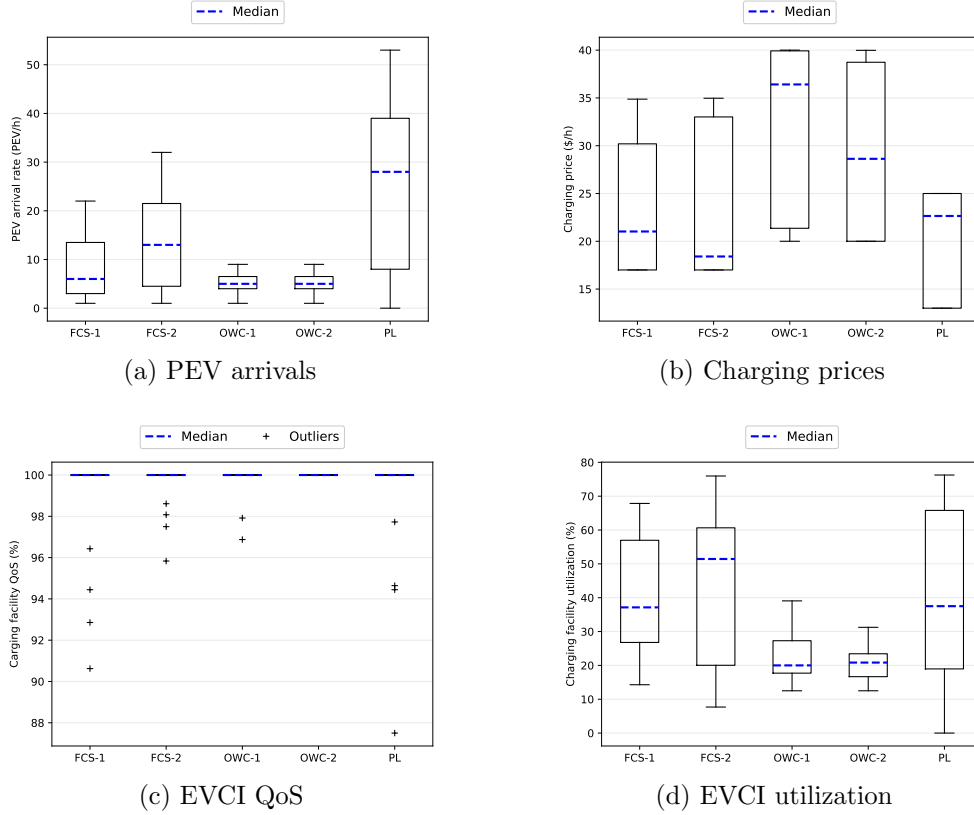 Median
PEV arrival rate (PEV/h)
50
40
30
20
10
0
FCS-1 FCS-2 OWC-1 OWC-2 PL
(a) PEV arrivals
Median
Charging price ($/h)
40
35
30
25
20
15
FCS-1 FCS-2 OWC-1 OWC-2 PL
(b) Charging prices
Median Outliers
Carging facility QoS (%)
100
98
96
94
92
90
88
FCS-1 FCS-2 OWC-1 OWC-2 PL
(c) EVCI QoS
Median
Charging facility utilization (%)
80
70
60
50
40
30
20
10
0
FCS-1 FCS-2 OWC-1 OWC-2 PL
(d) EVCI utilization